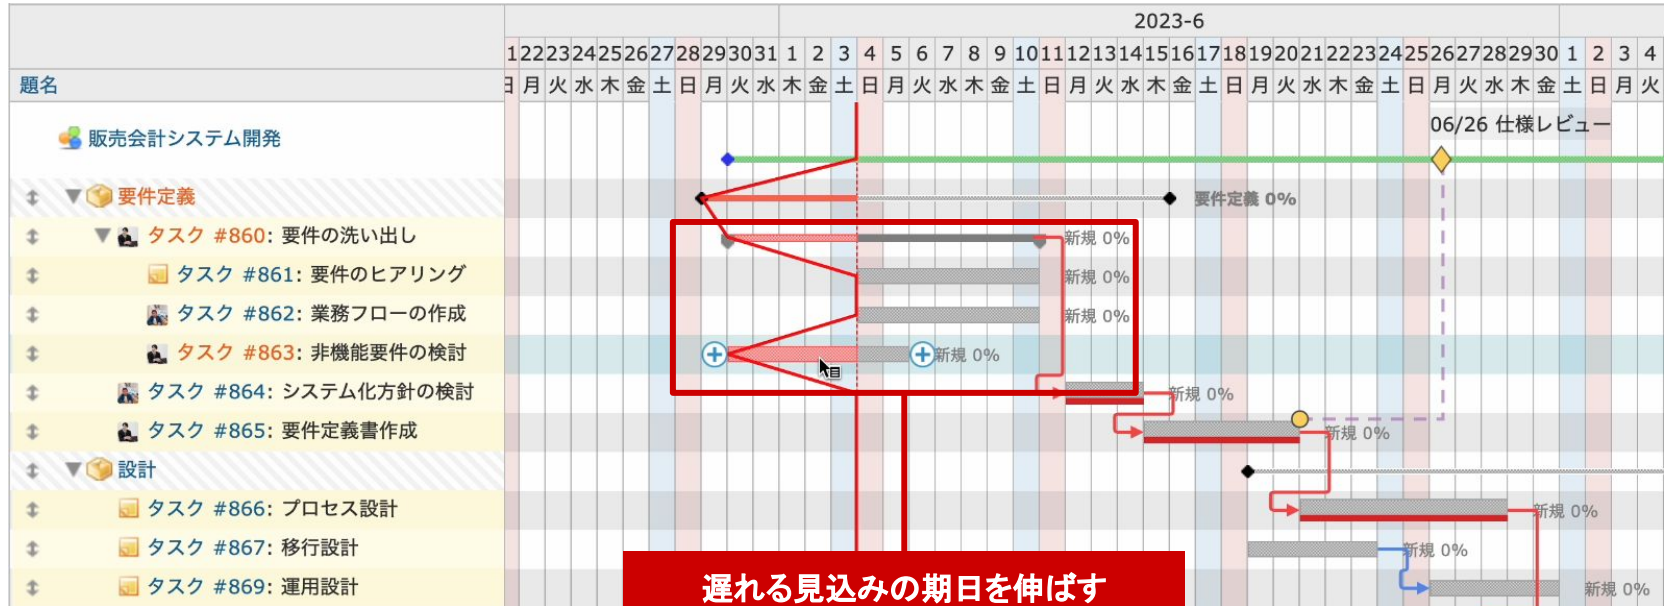 2023-6
1 22 23 24 25 26 27 28 29 30 31 1 2 3 4 5 6 7 8 9 10 11 12 13 14 15 16 17 18 19 20 21 22 23 24 25 26 27 28 29 30 1 2 3 4
題名 日 月 火 水 木 金 土 日 月 火 水 木 金 土 日 月 火 水 木 金 土 日 月 火 水 木 金 土 日 月 火 水 木 金 土 日 月 火 水 木 金 土 日 月 火
06/26 仕様レビュー
販売会計システム開発
要件定義 要件定義 0%
タスク #860: 要件の洗い出し 新規 0%
タスク #861: 要件のヒアリング 新規 0%
タスク #862: 業務フローの作成 新規 0%
タスク #863: 非機能要件の検討 新規 0%
タスク #864: システム化方針の検討 新規 0%
タスク #865: 要件定義書作成 新規 0%
設計
タスク #866: プロセス設計 新規 0%
タスク #867: 移行設計 新規 0%
タスク #869: 運用設計 新規 0%
遅れる見込みの期日を伸ばす